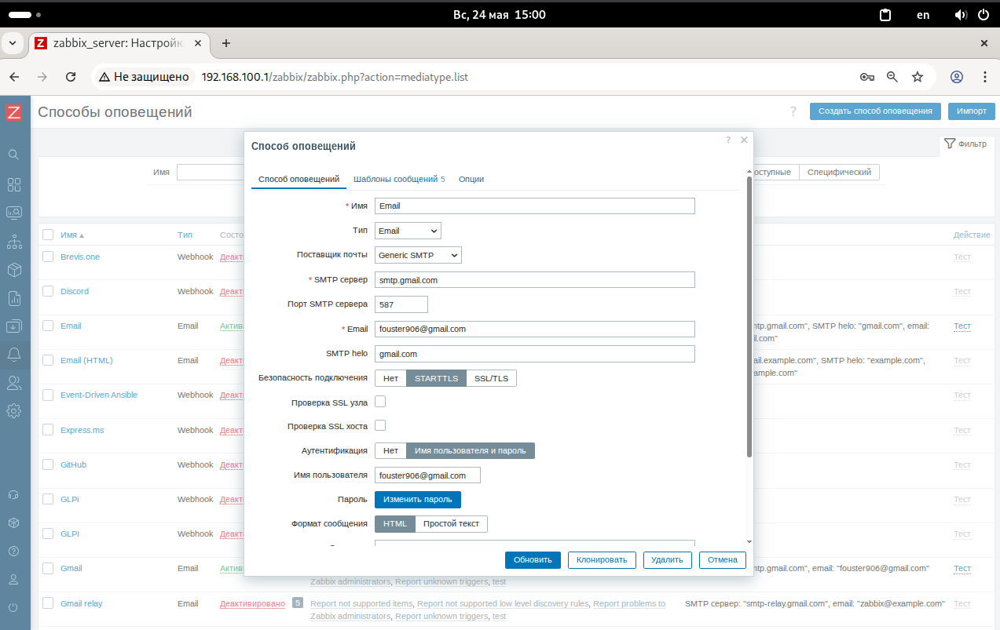 Вс, 24 мая 15:00
en
zabbix_server: Настройк
Не защищено 192.168.100.1/zabbix/zabbix.php?action=mediatype.list
Способы оповещений
? Создать способ оповещения Импорт
Фильтр
Имя
оступные Специфический
Имя Тип Состо Действие
Brevis.one Webhook Деакт Тест
Discord Webhook Деакт Тест
Email Email Актив ntp.gmail.com", SMTP helo: "gmail.com", email: Тест
il.com"
Email (HTML) Email Деакт ail.example.com", SMTP helo: "example.com", Тест
ample.com"
Event-Driven Ansible Webhook Деакт Тест
Express.ms Webhook Деакт Тест
GitHub Webhook Деакт Тест
GLPi Webhook Деакт Тест
GLPI Webhook Деакт Тест
Gmail Email Актив ntp.gmail.com", email: "fouster906@gmail.com" Тест
Zabbix administrators, Report unknown triggers, test
Gmail relay Email Деактивировано 5 Report not supported items, Report not supported low level discovery rules, Report problems to SMTP сервер: "smtp-relay.gmail.com", email: "zabbix@example.com" Тест
Zabbix administrators, Report unknown triggers, test
Способ оповещений
?
Способ оповещений Шаблоны сообщений 5 Опции
* Имя Email
Тип Email
Поставщик почты Generic SMTP
* SMTP сервер smtp.gmail.com
Порт SMTP сервера 587
* Email fouster906@gmail.com
SMTP helo gmail.com
Безопасность подключения Нет STARTTLS SSL/TLS
Проверка SSL узла
Проверка SSL хоста
Аутентификация Нет Имя пользователя и пароль
Имя пользователя fouster906@gmail.com
Пароль Изменить пароль
Формат сообщения HTML Простой текст
Обновить Клонировать Удалить Отмена